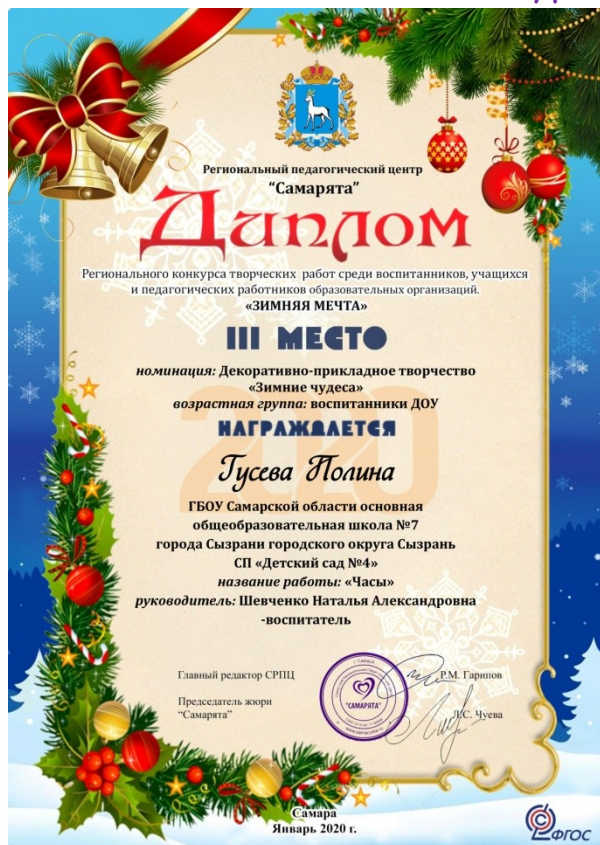 Региональный педагогический центр
“Самарята”
Диплом
Регионального конкурса творческих работ среди воспитанников, учащихся
и педагогических работников образовательных организаций.
«ЗИМНЯЯ МЕЧТА»
III МЕСТО
номинация: Декоративно-прикладное творчество
«Зимние чудеса»
возрастная группа: воспитанники ДОУ
2020
НАГРАЖДАЕТСЯ
Гусева Полина
ГБОУ Самарской области основная
общеобразовательная школа №7
города Сызрани городского округа Сызрань
СП «Детский сад №4»
название работы: «Часы»
руководитель: Шевченко Наталья Александровна
-воспитатель
Главный редактор СРПЦ
Р.М. Гарипов
Председатель жюри
“Самарята”
"САМАРЯТА"
Л.С. Чуева
Самара
Январь 2020 г.
ФГОС